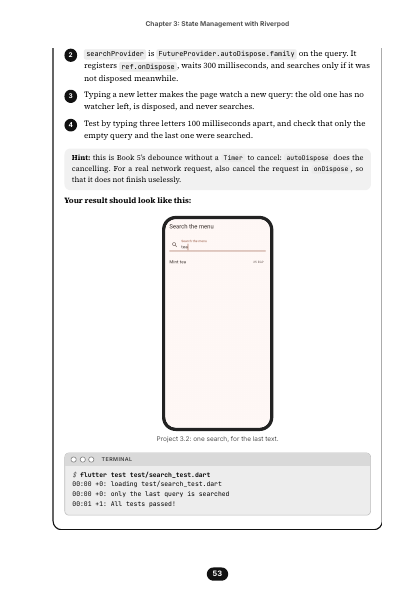 Chapter 3: State Management with Riverpod
2 searchProvider is FutureProvider.autoDispose.family on the query. It
registers ref.onDispose, waits 300 milliseconds, and searches only if it was
not disposed meanwhile.
3 Typing a new letter makes the page watch a new query: the old one has no
watcher left, is disposed, and never searches.
4 Test by typing three letters 100 milliseconds apart, and check that only the
empty query and the last one were searched.
Hint: this is Book 5's debounce without a Timer to cancel: autoDispose does the
cancelling. For a real network request, also cancel the request in onDispose, so
that it does not finish uselessly.
Your result should look like this:
Search the menu
Search the menu
tea
Mint tea
Project 3.2: one search, for the last text.
TERMINAL
$ flutter test test/search_test.dart
00:00 +0: loading test/search_test.dart
00:00 +0: only the last query is searched
00:01 +1: All tests passed!
53